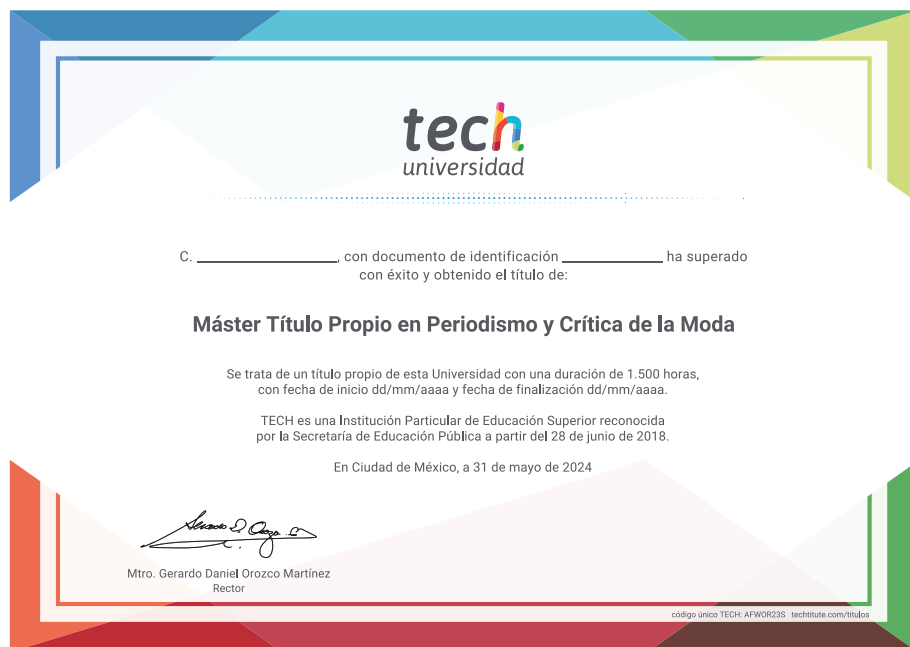 tech
universidad
C. ____________, con documento de identificación ____________ ha superado
con éxito y obtenido el título de:
Máster Título Propio en Periodismo y Crítica de la Moda
Se trata de un título propio de esta Universidad con una duración de 1.500 horas,
con fecha de inicio dd/mm/aaaa y fecha de finalización dd/mm/aaaa.
TECH es una Institución Particular de Educación Superior reconocida
por la Secretaría de Educación Pública a partir del 28 de junio de 2018.
En Ciudad de México, a 31 de mayo de 2024
Mtro. Gerardo Daniel Orozco Martínez
Rector
código único TECH: AFWOR23S techtitute.com/titulos